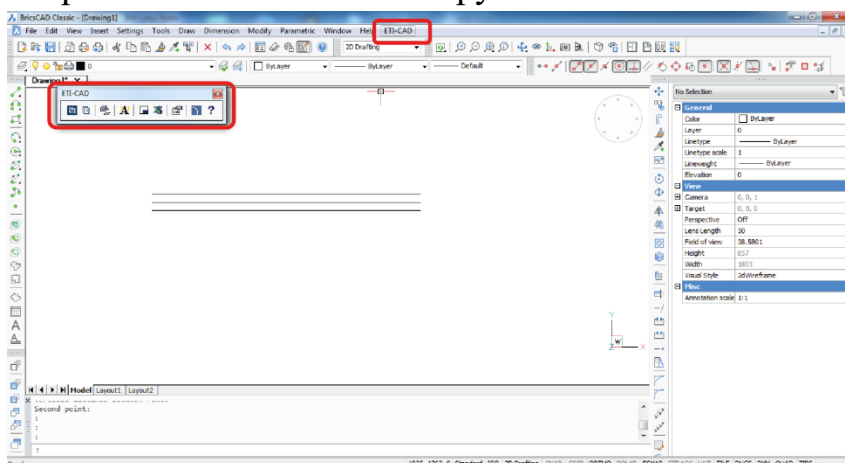 BricsCAD Classic - [Drawing1]
File Edit View Insert Settings Tools Draw Dimension Modify Parametric Window Help ETI-CAD
2D Drafting
0 ByLayer ByLayer Default
Drawing1* No Selection
ETI-CAD
A ?
General
Color ByLayer
Layer 0
Linetype ByLayer
Linetype scale 1
Lineweight ByLayer
Elevation 0
View
Camera 0, 0, 1
Target 0, 0, 0
Perspective Off
Lens Length 50
Field of view 38.5801
Height 857
Width 1803
Visual Style 2dWireframe
Misc
Annotation scale 1:1
Y
W
Z X
Model Layout1 Layout2
Second point:
:
:
:
: